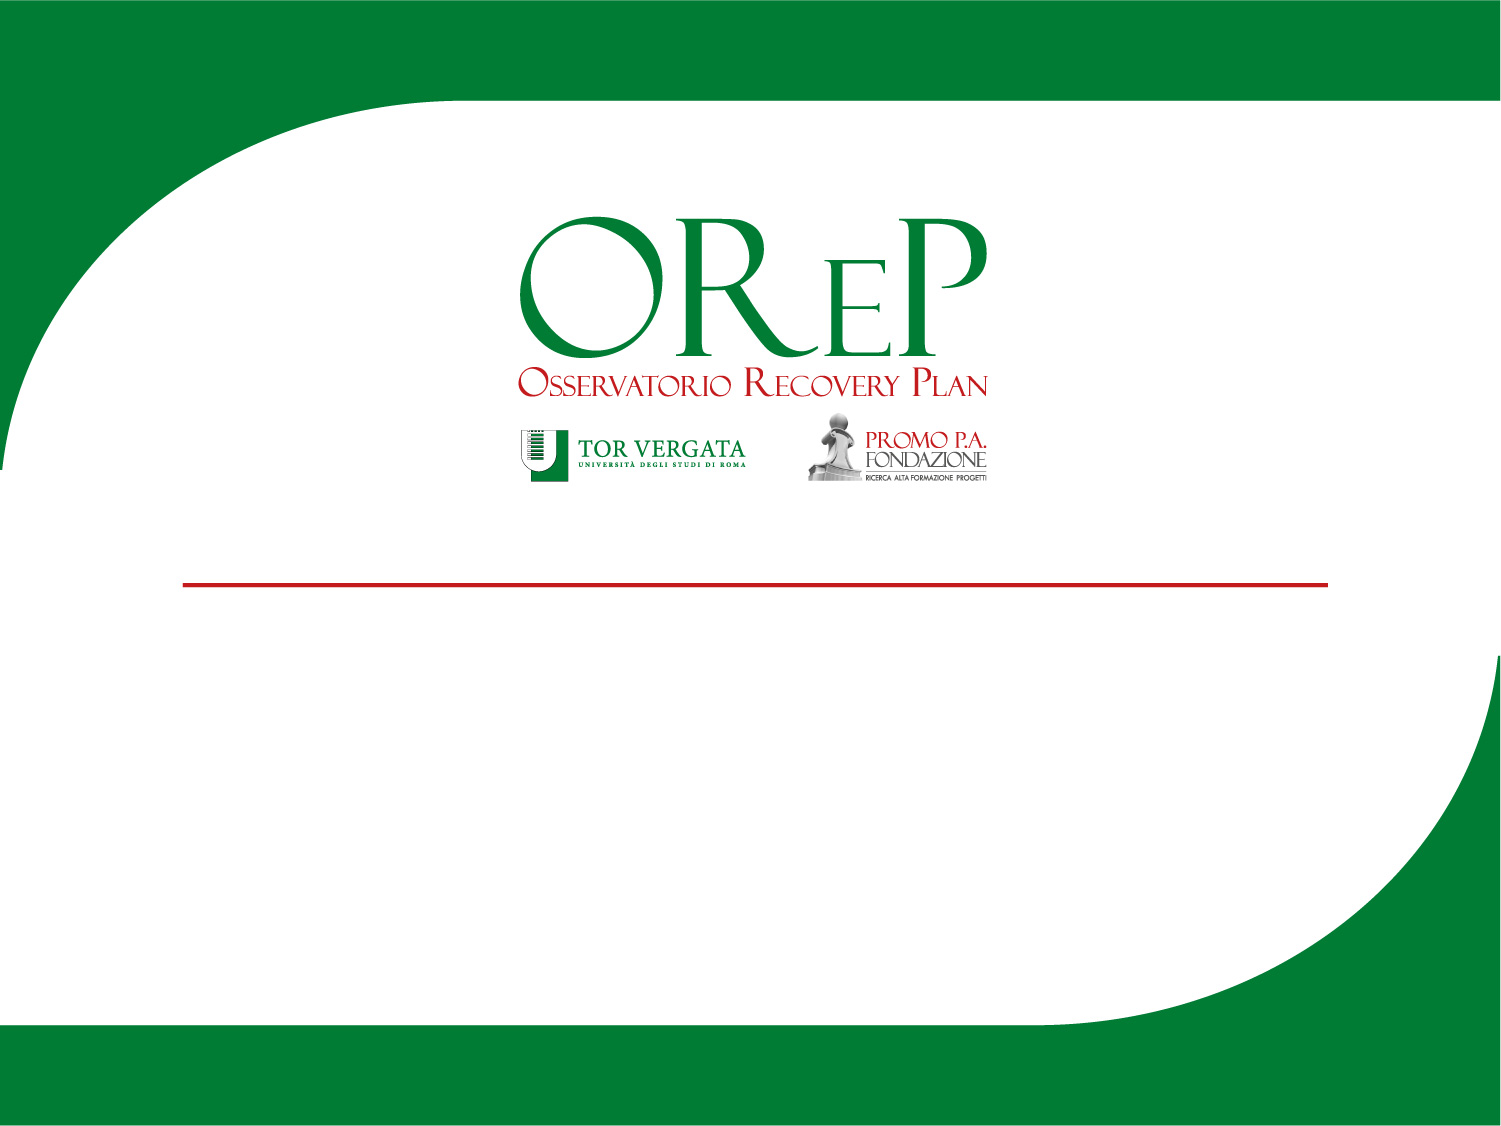 OREP
OSSERVATORIO RECOVERY PLAN
TOR VERGATA
UNIVERSITÀ DEGLI STUDI DI ROMA
PROMO P.A.
FONDAZIONE
RICERCA ALTA FORMAZIONE PROGETTI